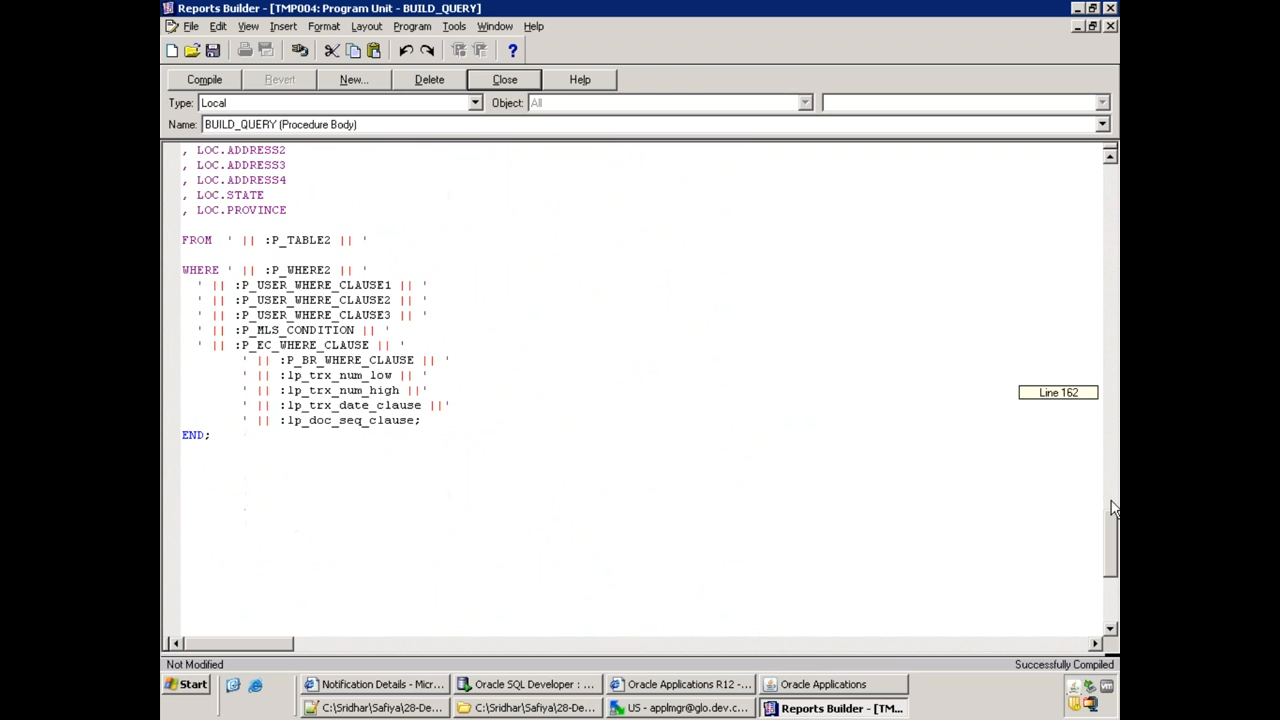 Reports Builder - [TMP004: Program Unit - BUILD_QUERY]
File Edit View Insert Format Layout Program Tools Window Help
Compile Revert New... Delete Close Help
Type: Local Object: All
Name: BUILD_QUERY (Procedure Body)
, LOC.ADDRESS2
, LOC.ADDRESS3
, LOC.ADDRESS4
, LOC.STATE
, LOC.PROVINCE
FROM ' || :P_TABLE2 || '
WHERE ' || :P_WHERE2 || '
' || :P_USER_WHERE_CLAUSE1 || '
' || :P_USER_WHERE_CLAUSE2 || '
' || :P_USER_WHERE_CLAUSE3 || '
' || :P_MLS_CONDITION || '
' || :P_EC_WHERE_CLAUSE || '
' || :P_BR_WHERE_CLAUSE || '
' || :lp_trx_num_low || '
' || :lp_trx_num_high ||'
' || :lp_trx_date_clause ||'
' || :lp_doc_seq_clause;
END;
Line 162
Not Modified Successfully Compiled
Start Notification Details - Micr... Oracle SQL Developer : ... Oracle Applications R12 -... Oracle Applications
C:\Sridhar\Safiya\28-De... C:\Sridhar\Safiya\28-De... US - applmgr@glo.dev.c... Reports Builder - [TM...